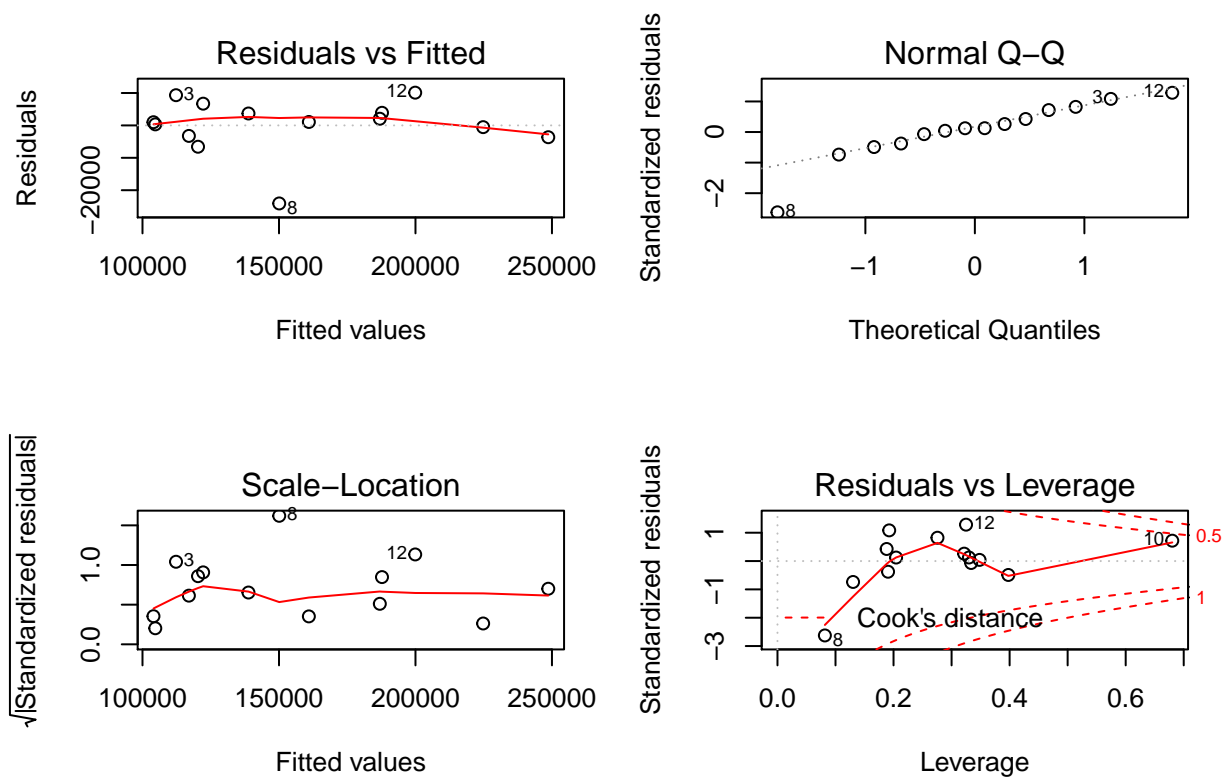 Residuals vs Fitted
Residuals
−20000
100000 150000 200000 250000
Fitted values
3
12
8
Normal Q−Q
Standardized residuals
−2 0
−1 0 1
Theoretical Quantiles
8
3
12
Scale−Location
√|Standardized residuals|
0.0 1.0
100000 150000 200000 250000
Fitted values
8
3
12
Residuals vs Leverage
Standardized residuals
−3 −1 1
0.0 0.2 0.4 0.6
Leverage
Cook's distance
12
10
8
0.5
1